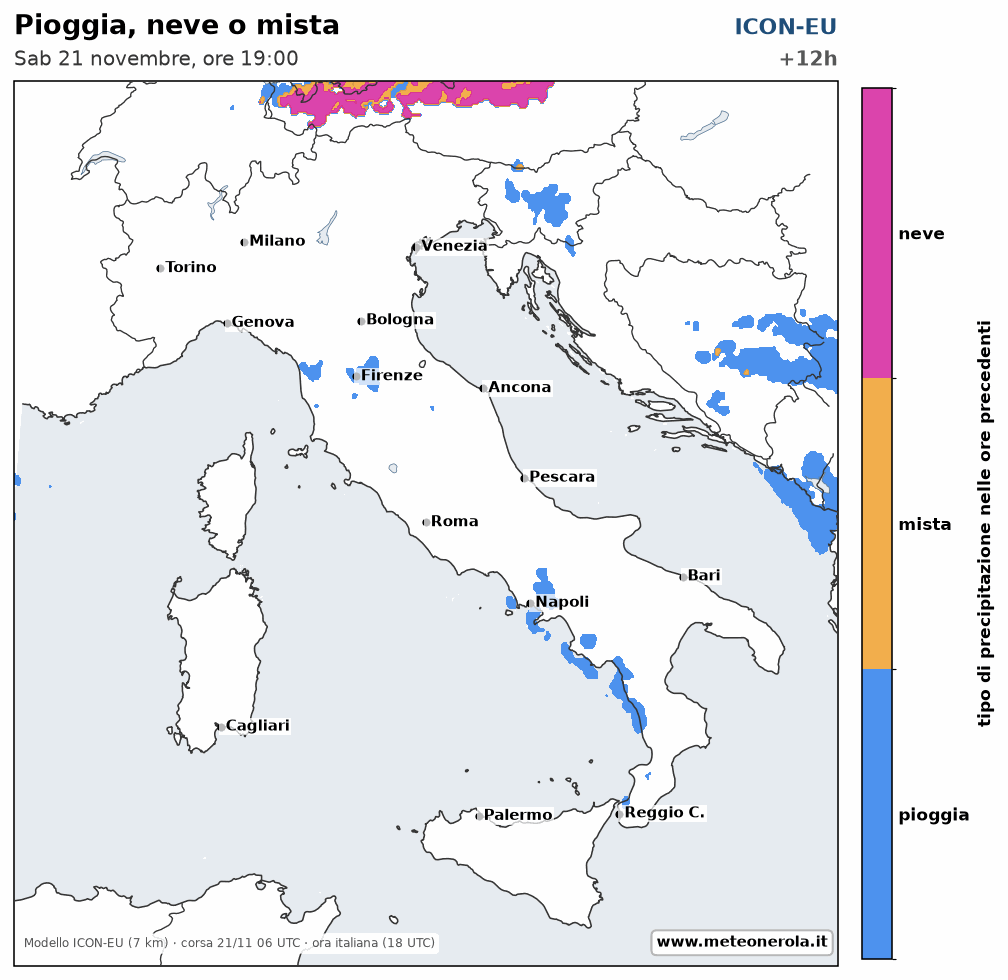 Pioggia, neve o mista
ICON-EU
Sab 21 novembre, ore 19:00
+12h
neve
Milano
Venezia
Torino
Genova
Bologna
Firenze
Ancona
Pescara
tipo di precipitazione nelle ore precedenti
mista
Roma
Bari
Napoli
Cagliari
Palermo
Reggio C.
pioggia
Modello ICON-EU (7 km) · corsa 21/11 06 UTC · ora italiana (18 UTC)
www.meteonerola.it